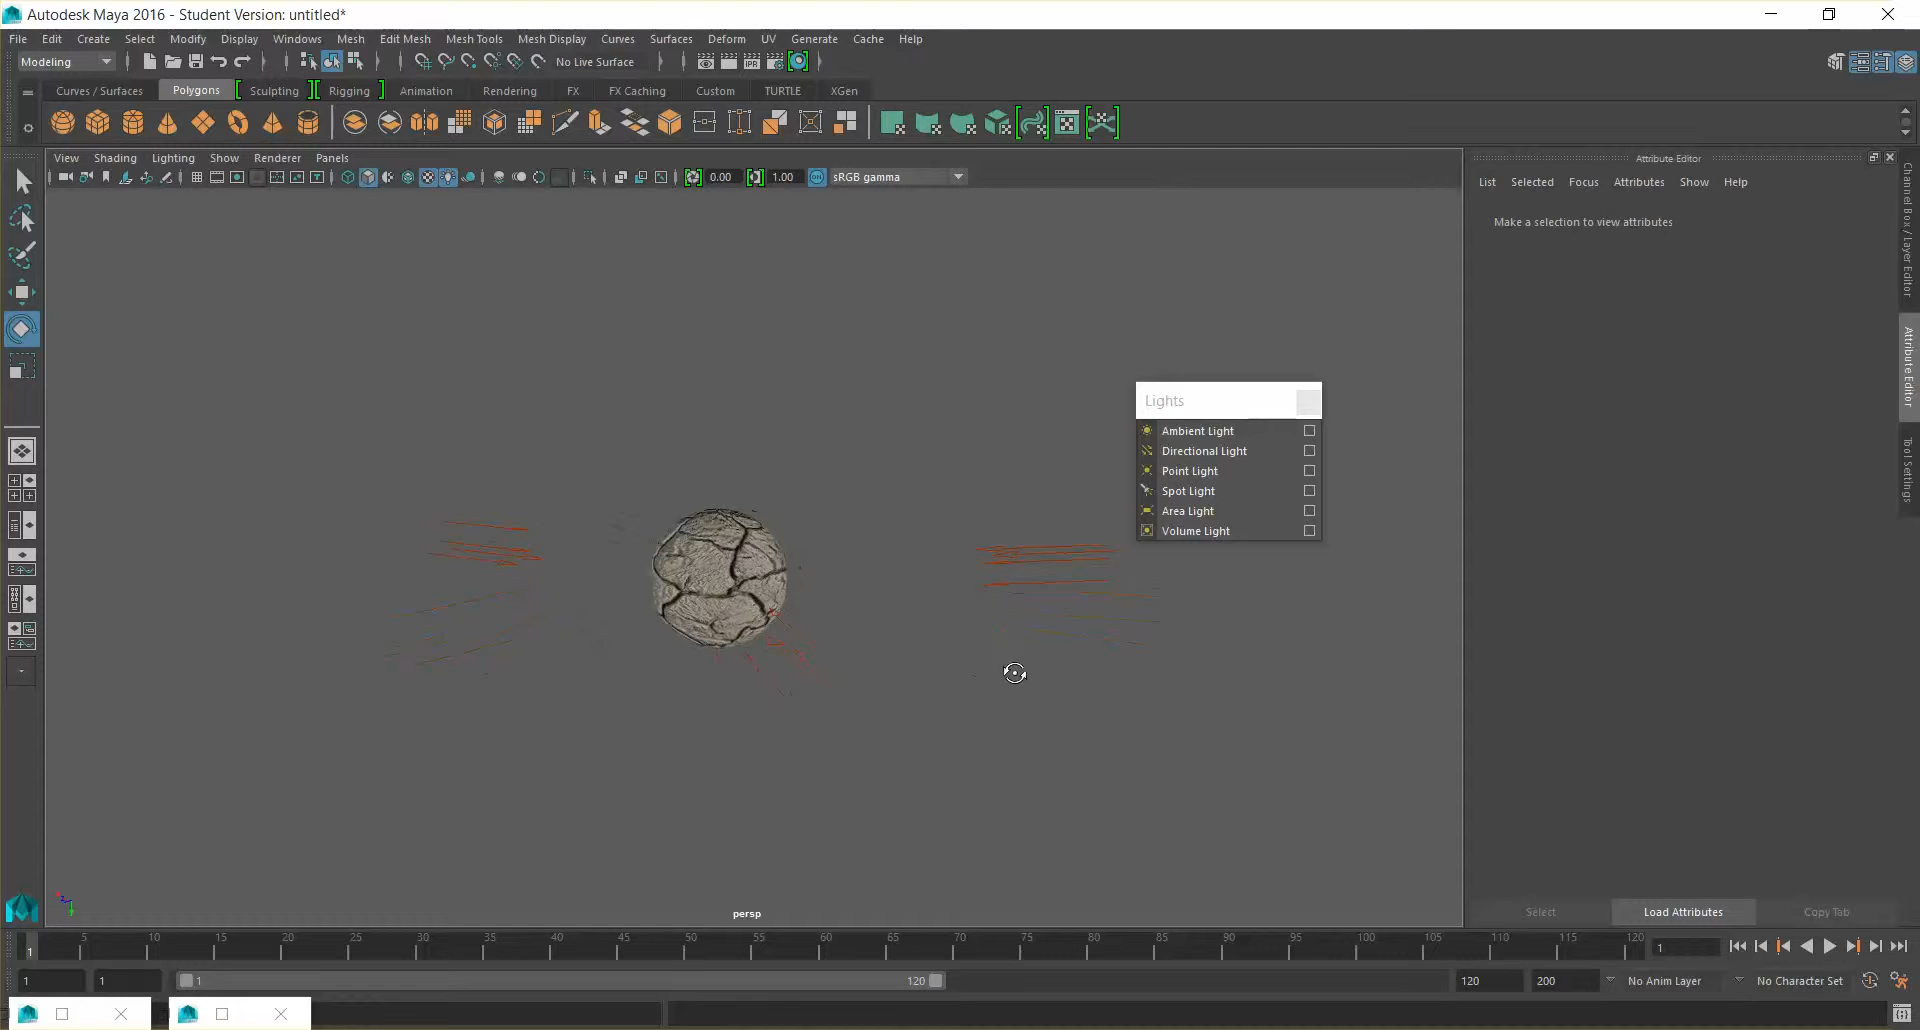 Autodesk Maya 2016 - Student Version: untitled*
File Edit Create Select Modify Display Windows Mesh Edit Mesh Mesh Tools Mesh Display Curves Surfaces Deform UV Generate Cache Help
Modeling No Live Surface IPR
Curves / Surfaces Polygons Sculpting Rigging Animation Rendering FX FX Caching Custom TURTLE XGen
View Shading Lighting Show Renderer Panels
0.00 1.00 ON sRGB gamma
Attribute Editor
List Selected Focus Attributes Show Help
Make a selection to view attributes
Channel Box / Layer Editor
Attribute Editor
Tool Settings
Lights
Ambient Light
Directional Light
Point Light
Spot Light
Area Light
Volume Light
persp
Select Load Attributes Copy Tab
1 5 10 15 20 25 30 35 40 45 50 55 60 65 70 75 80 85 90 95 100 105 110 115 120 1
1 1 1 120 120 200 No Anim Layer No Character Set